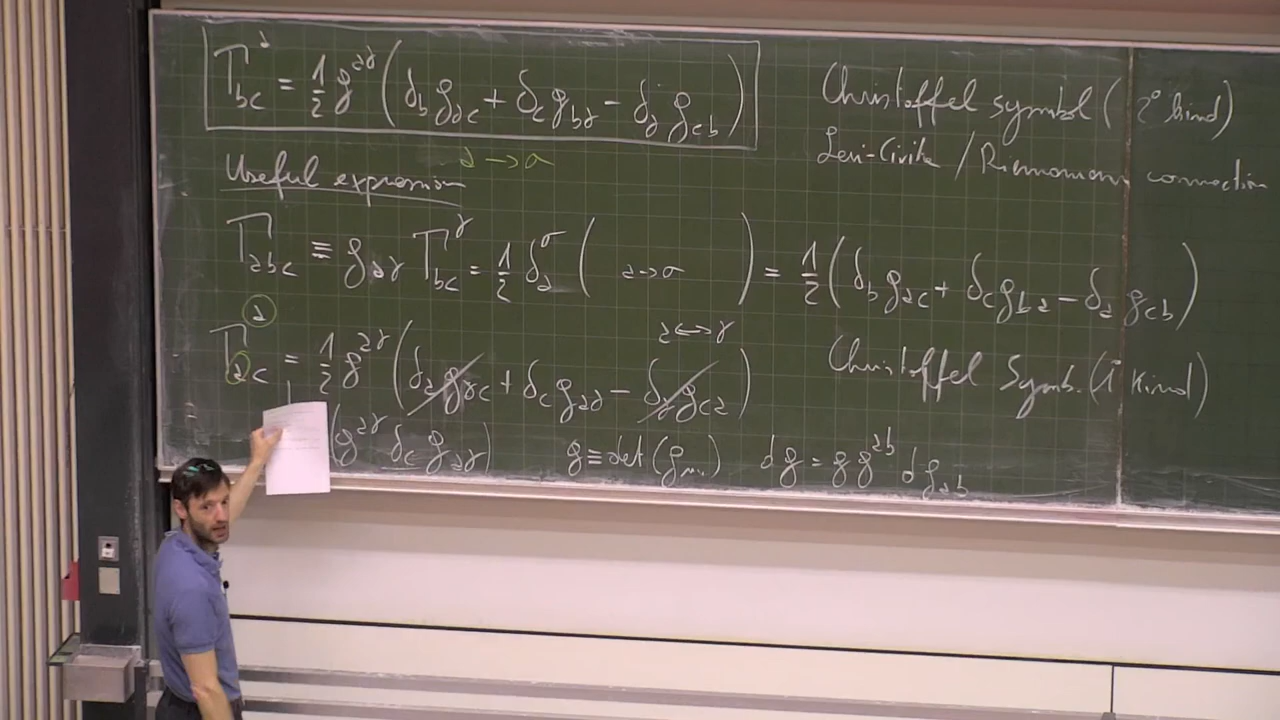 Γ^a_bc = 1/2 g^{aγ} ( ∂_b g_γc + ∂_c g_bγ − ∂_γ g_cb )
Christoffel symbol (2° kind)
Levi-Civita / Riemannian connection
Useful expression
a → σ
Γ_abc ≡ g_aγ Γ^γ_bc = 1/2 δ^σ_a ( a→σ ) = 1/2 ( ∂_b g_ac + ∂_c g_ba − ∂_a g_cb )
a ↔ γ
Γ^a_ac = 1/2 g^{aγ} ( ∂_a g_γc + ∂_c g_aγ − ∂_γ g_ca )
Christoffel Symb. (1° Kind)
( g^{aγ} ∂_c g_aγ )
g ≡ det(g_mn)
dg = g g^{ab} dg_ab